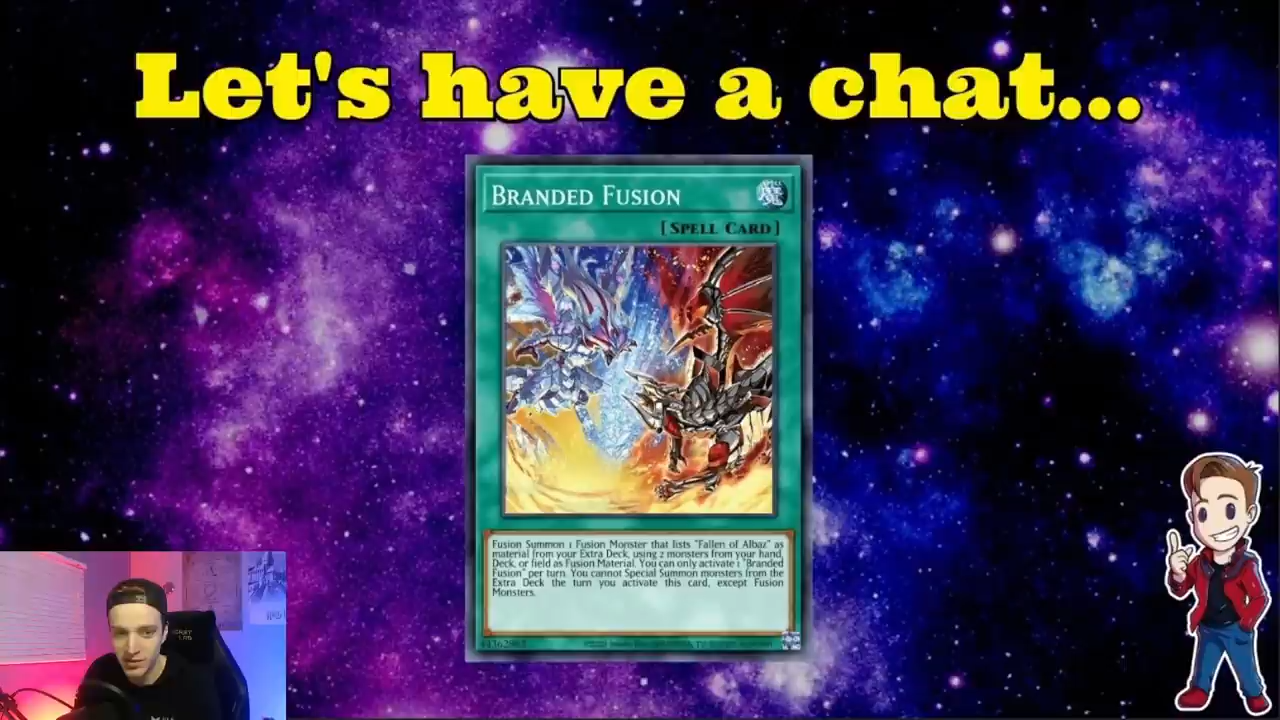 Let's have a chat...
BRANDED FUSION
[SPELL CARD]
Fusion Summon 1 Fusion Monster that lists "Fallen of Albaz" as
material from your Extra Deck, using 2 monsters from your hand,
Deck, or field as Fusion Material. You can only activate 1 "Branded
Fusion" per turn. You cannot Special Summon monsters from the
Extra Deck the turn you activate this card, except Fusion
Monsters.